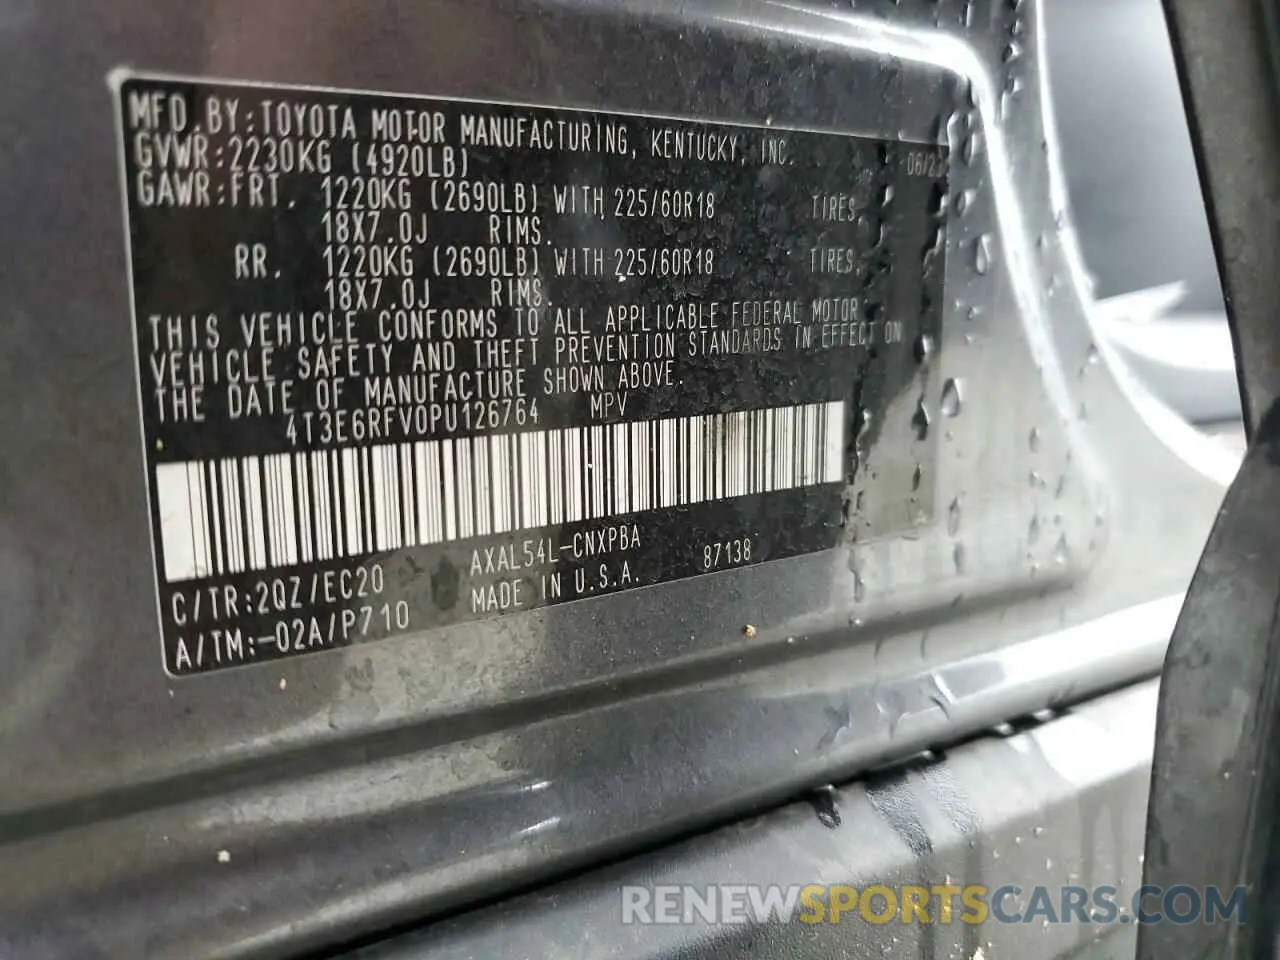 MFD. BY: TOYOTA MOTOR MANUFACTURING, KENTUCKY, INC.
GVWR: 2230KG (4920LB) 06/23
GAWR: FRT. 1220KG (2690LB) WITH 225/60R18 TIRES,
18X7.0J RIMS.
RR. 1220KG (2690LB) WITH 225/60R18 TIRES,
18X7.0J RIMS.
THIS VEHICLE CONFORMS TO ALL APPLICABLE FEDERAL MOTOR
VEHICLE SAFETY AND THEFT PREVENTION STANDARDS IN EFFECT ON
THE DATE OF MANUFACTURE SHOWN ABOVE.
4T3E6RFV0PU126764 MPV
C/TR: 2QZ/EC20 AXAL54L-CNXPBA 87138
A/TM: -02A/P710 MADE IN U.S.A.
RENEWSPORTSCARS.COM